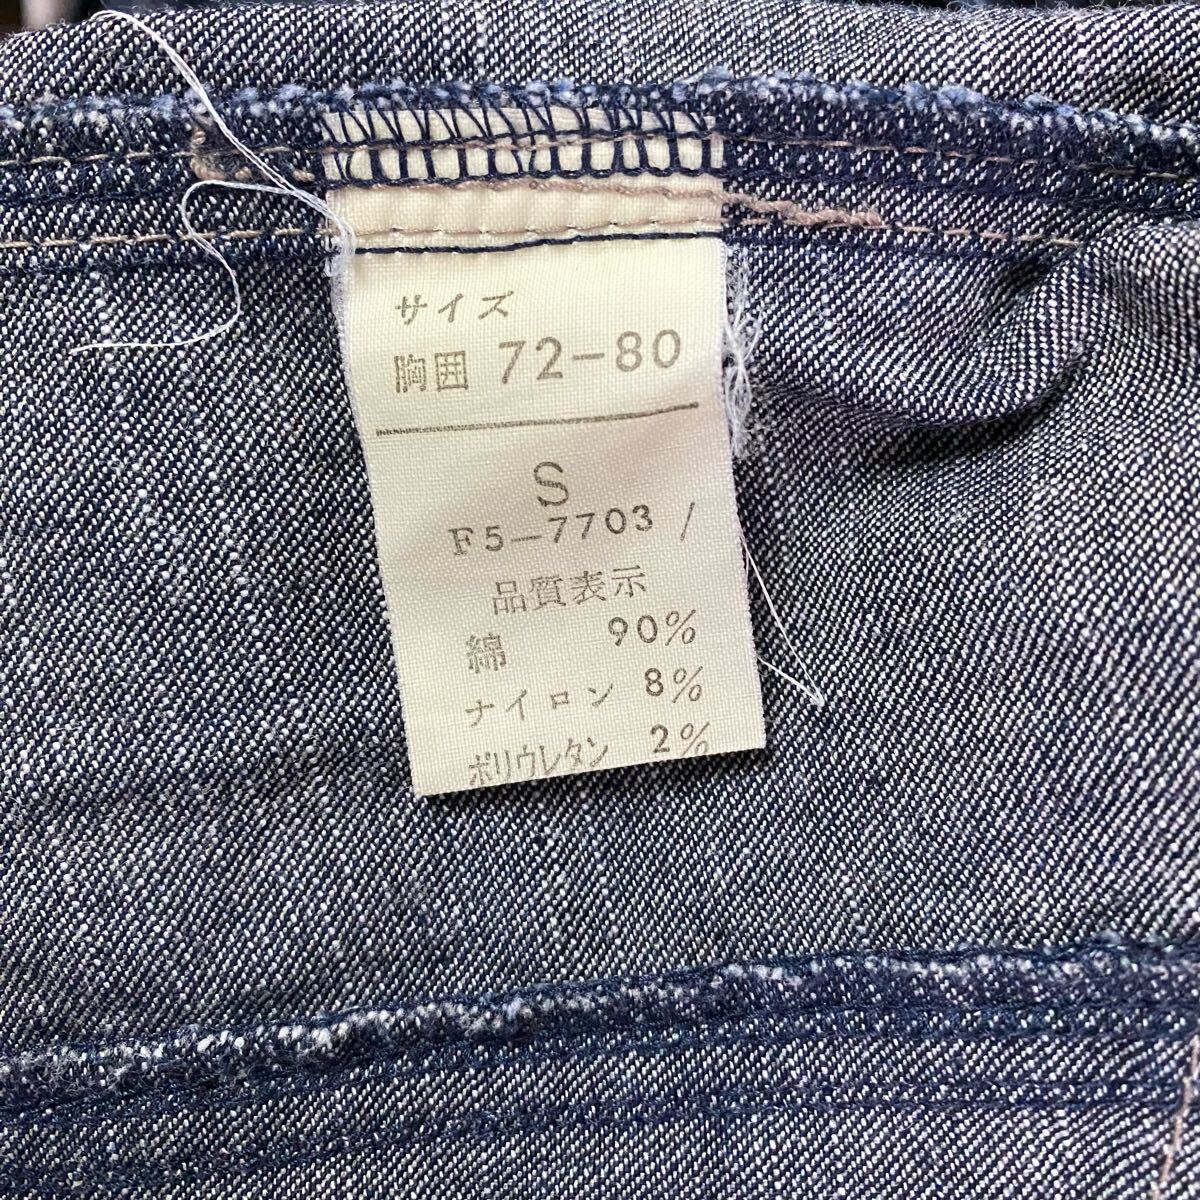 サイズ
胸囲 72-80
S
F5-7703 /
品質表示
綿 90%
ナイロン 8%
ポリウレタン 2%